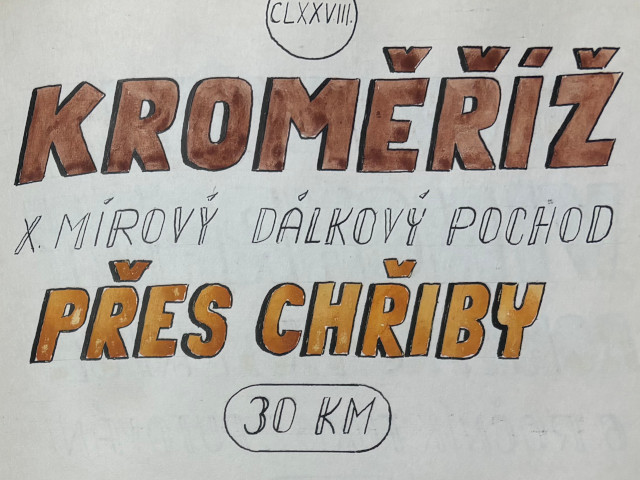 CLXXVIII.
KROMĚŘÍŽ
X. MÍROVÝ DÁLKOVÝ POCHOD
PŘES CHŘIBY
30 KM